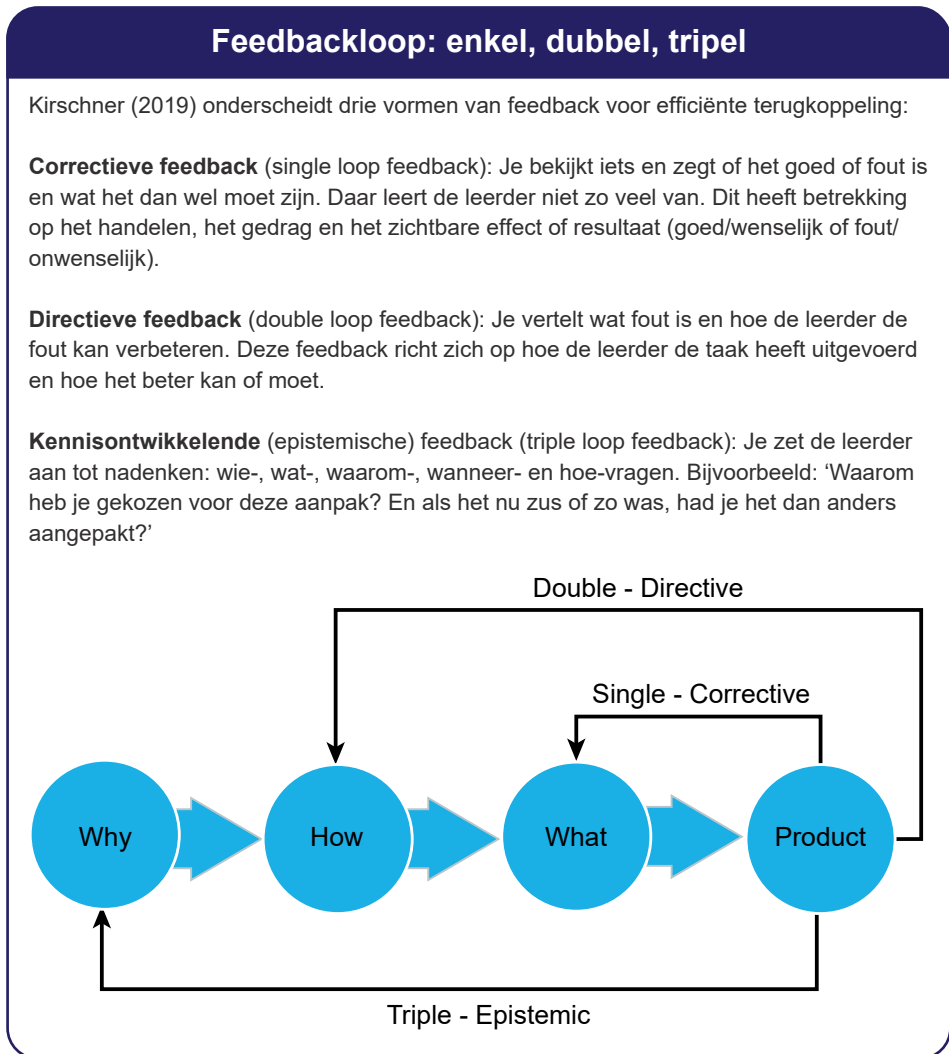 Feedbackloop: enkel, dubbel, tripel
Kirschner (2019) onderscheidt drie vormen van feedback voor efficiënte terugkoppeling:
Correctieve feedback (single loop feedback): Je bekijkt iets en zegt of het goed of fout is
en wat het dan wel moet zijn. Daar leert de leerder niet zo veel van. Dit heeft betrekking
op het handelen, het gedrag en het zichtbare effect of resultaat (goed/wenselijk of fout/
onwenselijk).
Directieve feedback (double loop feedback): Je vertelt wat fout is en hoe de leerder de
fout kan verbeteren. Deze feedback richt zich op hoe de leerder de taak heeft uitgevoerd
en hoe het beter kan of moet.
Kennisontwikkelende (epistemische) feedback (triple loop feedback): Je zet de leerder
aan tot nadenken: wie-, wat-, waarom-, wanneer- en hoe-vragen. Bijvoorbeeld: ‘Waarom
heb je gekozen voor deze aanpak? En als het nu zus of zo was, had je het dan anders
aangepakt?’
Double - Directive
Single - Corrective
Why
How
What
Product
Triple - Epistemic